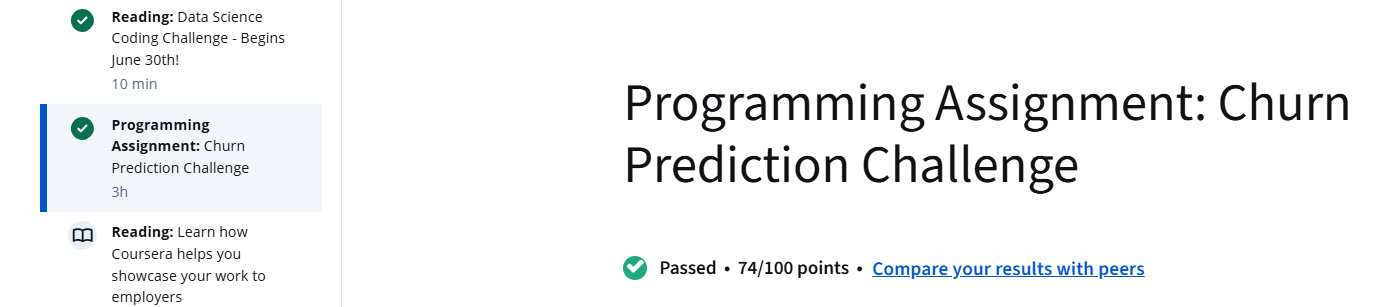 Reading: Data Science
Coding Challenge - Begins
June 30th!
10 min
Programming
Assignment: Churn
Prediction Challenge
3h
Reading: Learn how
Coursera helps you
showcase your work to
employers
Programming Assignment: Churn
Prediction Challenge
Passed • 74/100 points • Compare your results with peers